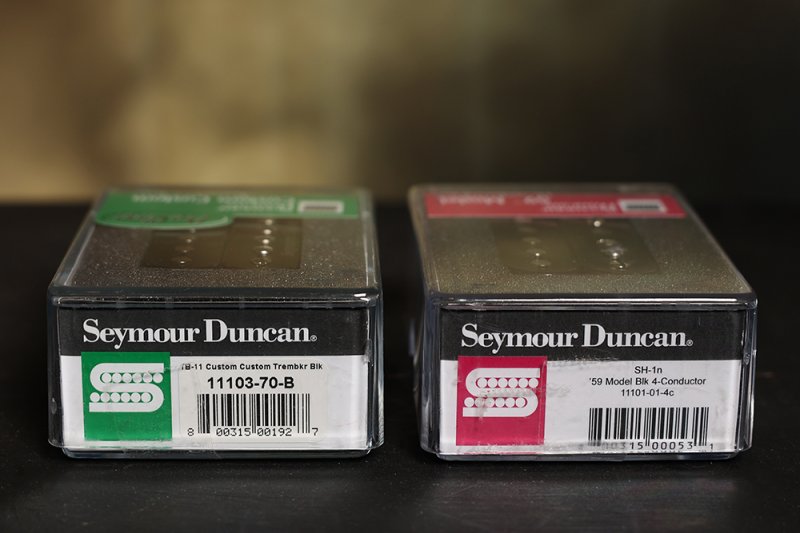 Seymour Duncan®
TB-11 Custom Custom Trembkr Blk
11103-70-B
8 00315 00192 7
Seymour Duncan®
SH-1n
'59 Model Blk 4-Conductor
11101-01-4c
00315 00053 1